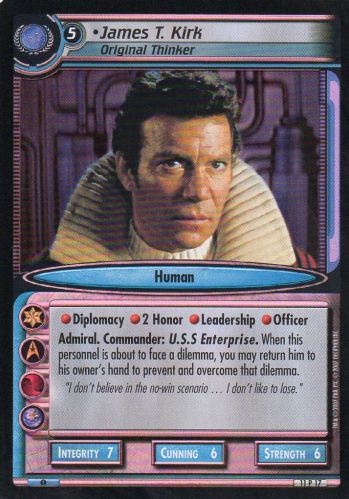 5
•James T. Kirk
Original Thinker
Human
Diplomacy 2 Honor Leadership Officer
Admiral. Commander: U.S.S Enterprise. When this
personnel is about to face a dilemma, you may return him to
his owner's hand to prevent and overcome that dilemma.
"I don't believe in the no-win scenario … I don't like to lose."
INTEGRITY 7 CUNNING 6 STRENGTH 6
11 P 17